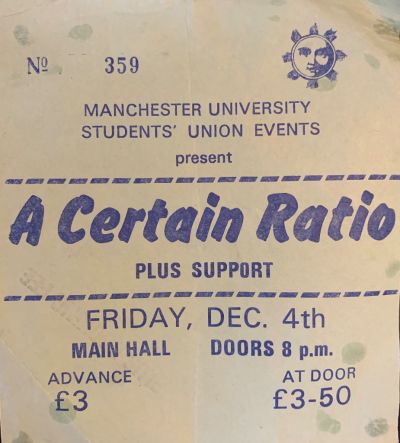 Nº 359
MANCHESTER UNIVERSITY
STUDENTS' UNION EVENTS
present
A Certain Ratio
PLUS SUPPORT
FRIDAY, DEC. 4th
MAIN HALL DOORS 8 p.m.
ADVANCE AT DOOR
£3 £3-50